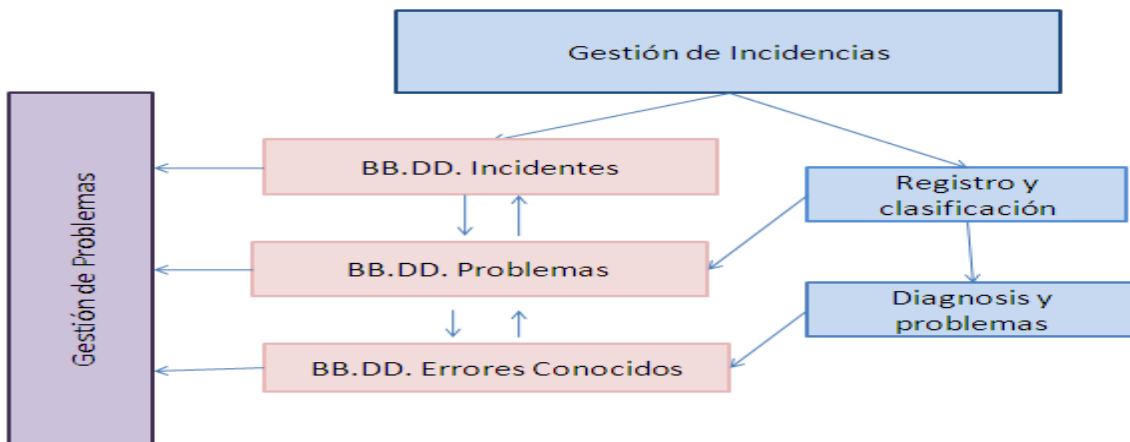 Gestión de Incidencias
Gestión de Problemas
BB.DD. Incidentes
Registro y
clasificación
BB.DD. Problemas
Diagnosis y
problemas
BB.DD. Errores Conocidos